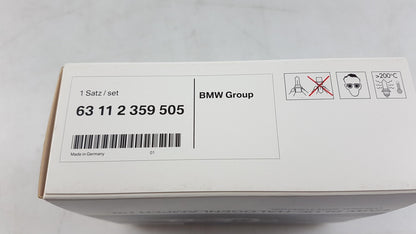 1 Satz / set
BMW Group
63 11 2 359 505
Made in Germany
01
>200°C